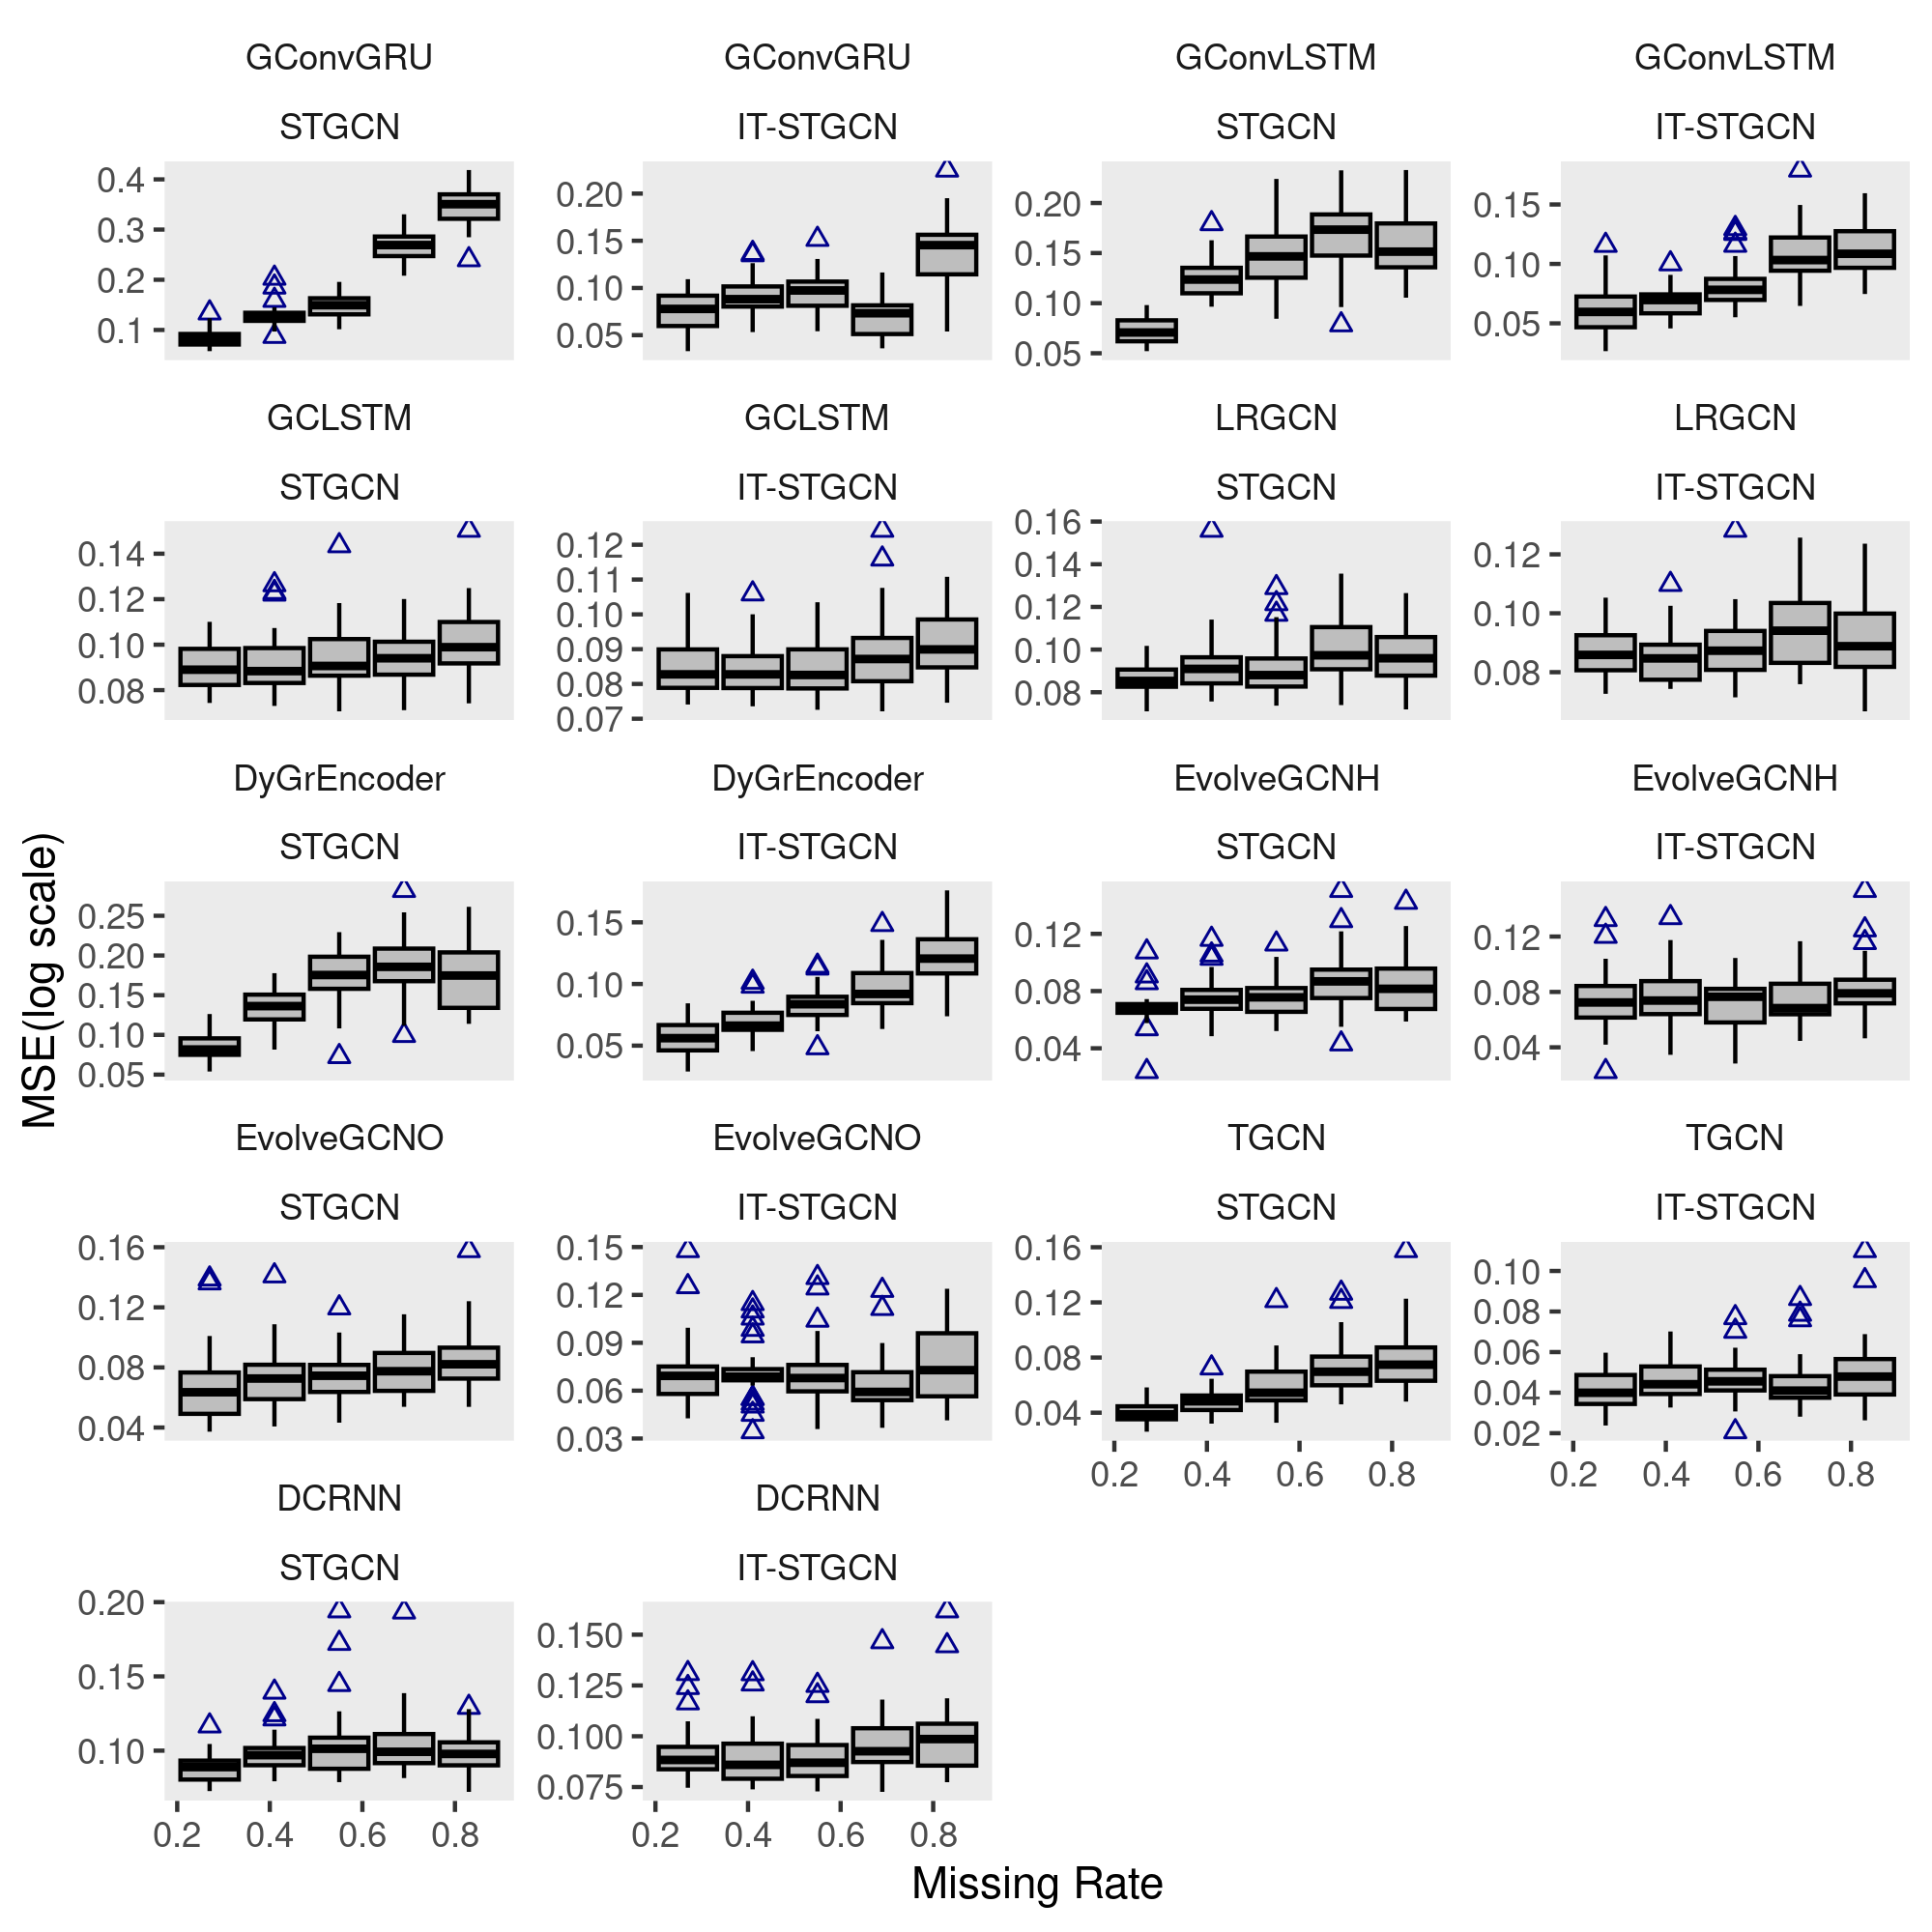 GConvGRU GConvGRU GConvLSTM GConvLSTM
STGCN IT-STGCN STGCN IT-STGCN
0.4 0.3 0.2 0.1
0.20 0.15 0.10 0.05
0.20 0.15 0.10 0.05
0.15 0.10 0.05
GCLSTM GCLSTM LRGCN LRGCN
STGCN IT-STGCN STGCN IT-STGCN
0.14 0.12 0.10 0.08
0.12 0.11 0.10 0.09 0.08 0.07
0.16 0.14 0.12 0.10 0.08
0.12 0.10 0.08
DyGrEncoder DyGrEncoder EvolveGCNH EvolveGCNH
STGCN IT-STGCN STGCN IT-STGCN
0.25 0.20 0.15 0.10 0.05
0.15 0.10 0.05
0.12 0.08 0.04
0.12 0.08 0.04
MSE(log scale)
EvolveGCNO EvolveGCNO TGCN TGCN
STGCN IT-STGCN STGCN IT-STGCN
0.16 0.12 0.08 0.04
0.15 0.12 0.09 0.06 0.03
0.16 0.12 0.08 0.04
0.10 0.08 0.06 0.04 0.02
0.2 0.4 0.6 0.8 0.2 0.4 0.6 0.8
DCRNN DCRNN
STGCN IT-STGCN
0.20 0.15 0.10
0.150 0.125 0.100 0.075
0.2 0.4 0.6 0.8 0.2 0.4 0.6 0.8
Missing Rate